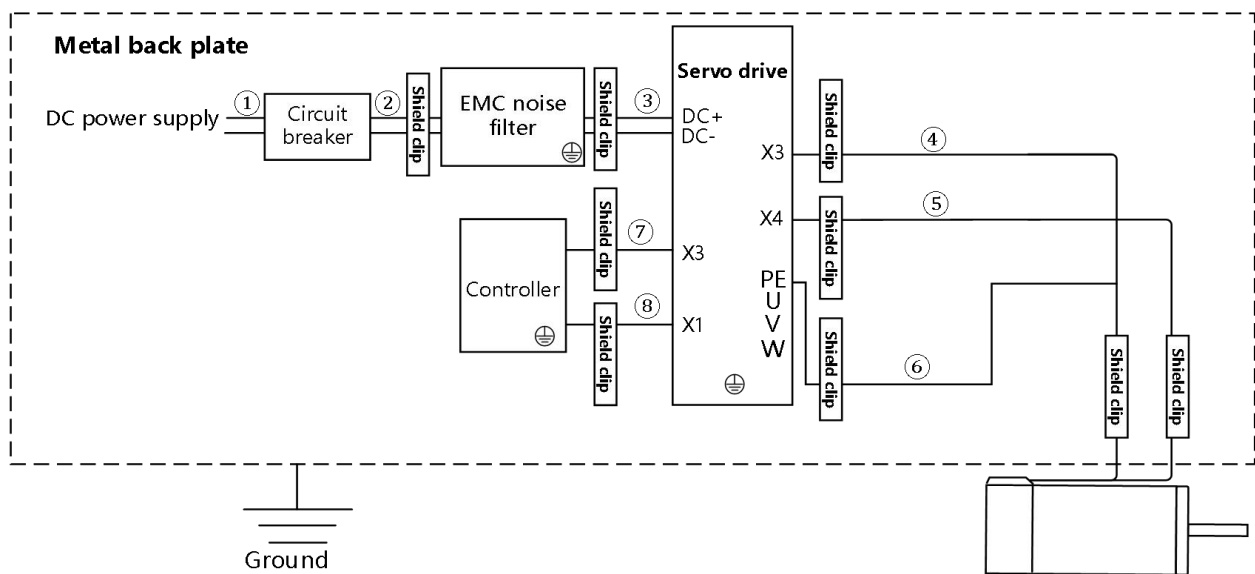 Metal back plate
DC power supply
①
Circuit
breaker
②
Shield clip
EMC noise
filter
Shield clip
③
Servo drive
DC+
DC-
X3
X4
PE
U
V
W
X3
X1
Shield clip
④
Shield clip
⑤
Shield clip
⑥
Controller
Shield clip
⑦
Shield clip
⑧
Shield clip
Shield clip
Ground